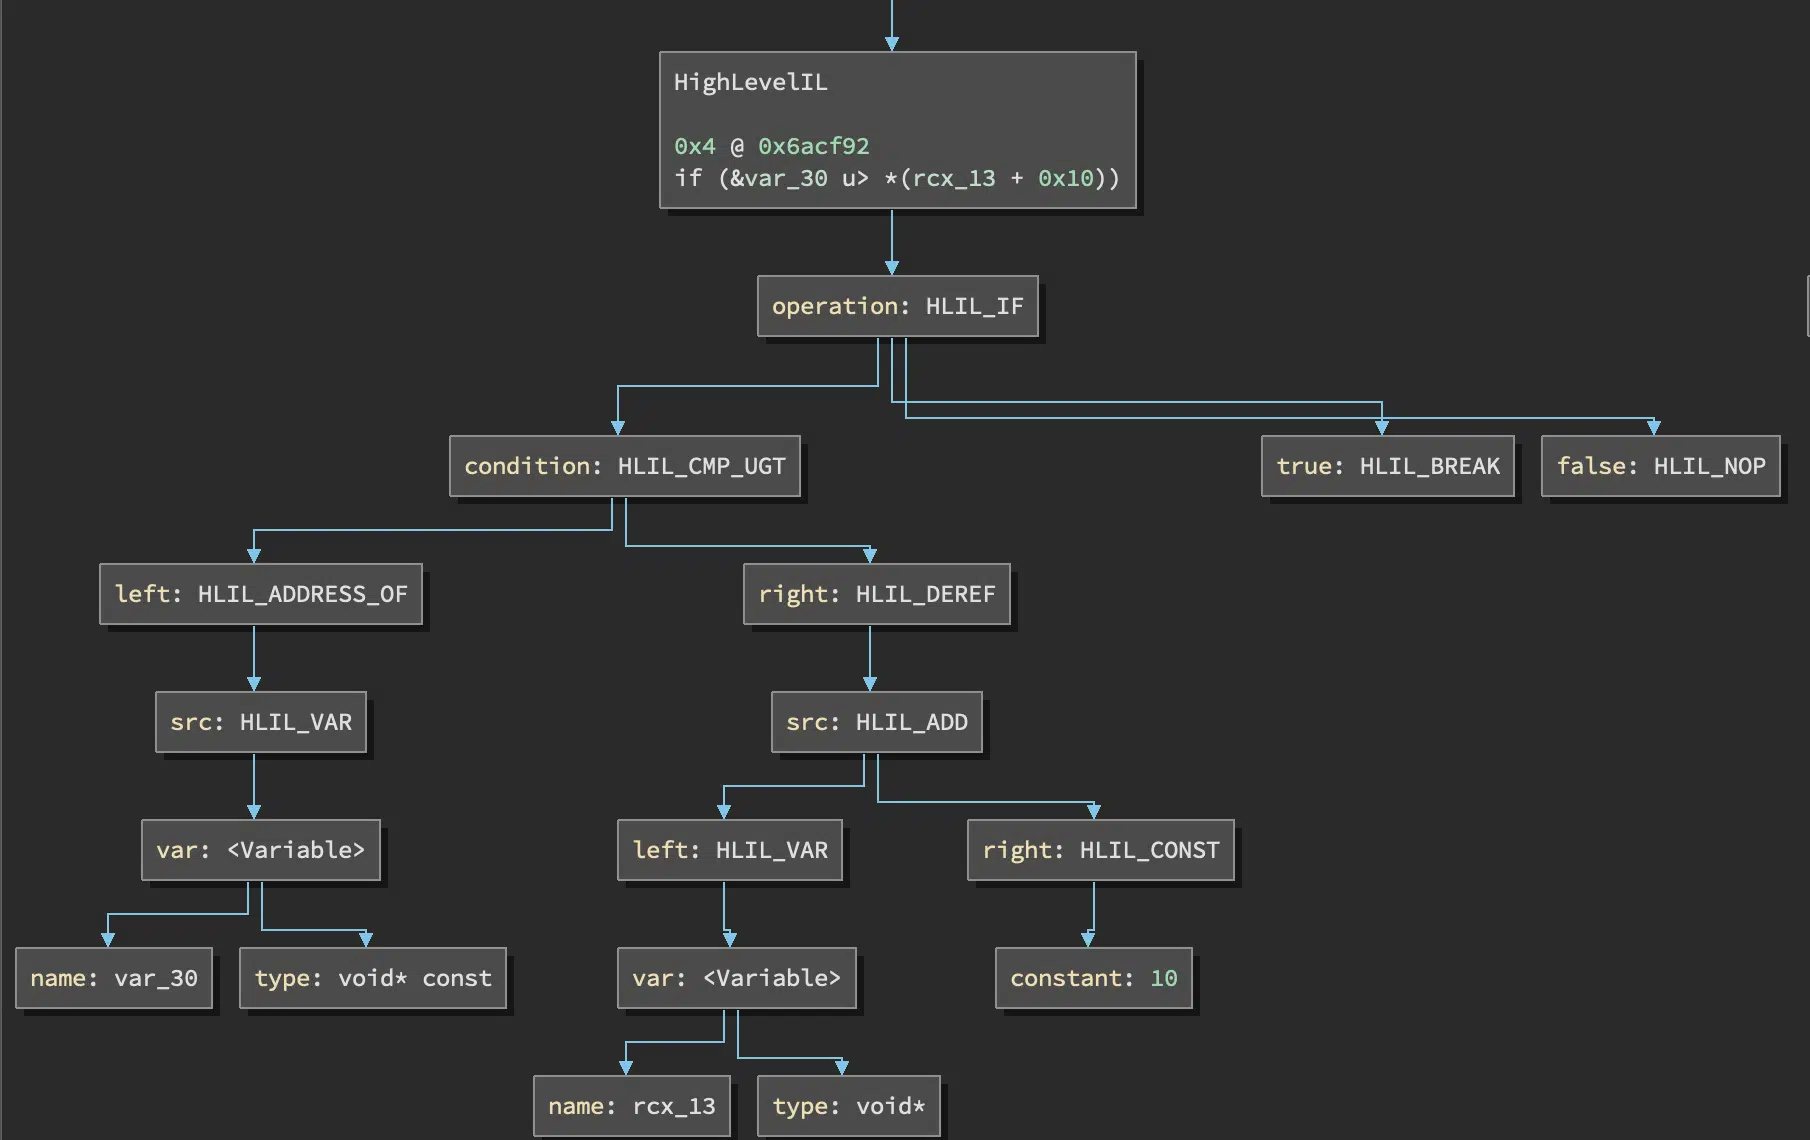 HighLevelIL
0x4 @ 0x6acf92
if (&var_30 u> *(rcx_13 + 0x10))
operation: HLIL_IF
condition: HLIL_CMP_UGT
true: HLIL_BREAK
false: HLIL_NOP
left: HLIL_ADDRESS_OF
right: HLIL_DEREF
src: HLIL_VAR
src: HLIL_ADD
var: <Variable>
left: HLIL_VAR
right: HLIL_CONST
name: var_30
type: void* const
var: <Variable>
constant: 10
name: rcx_13
type: void*